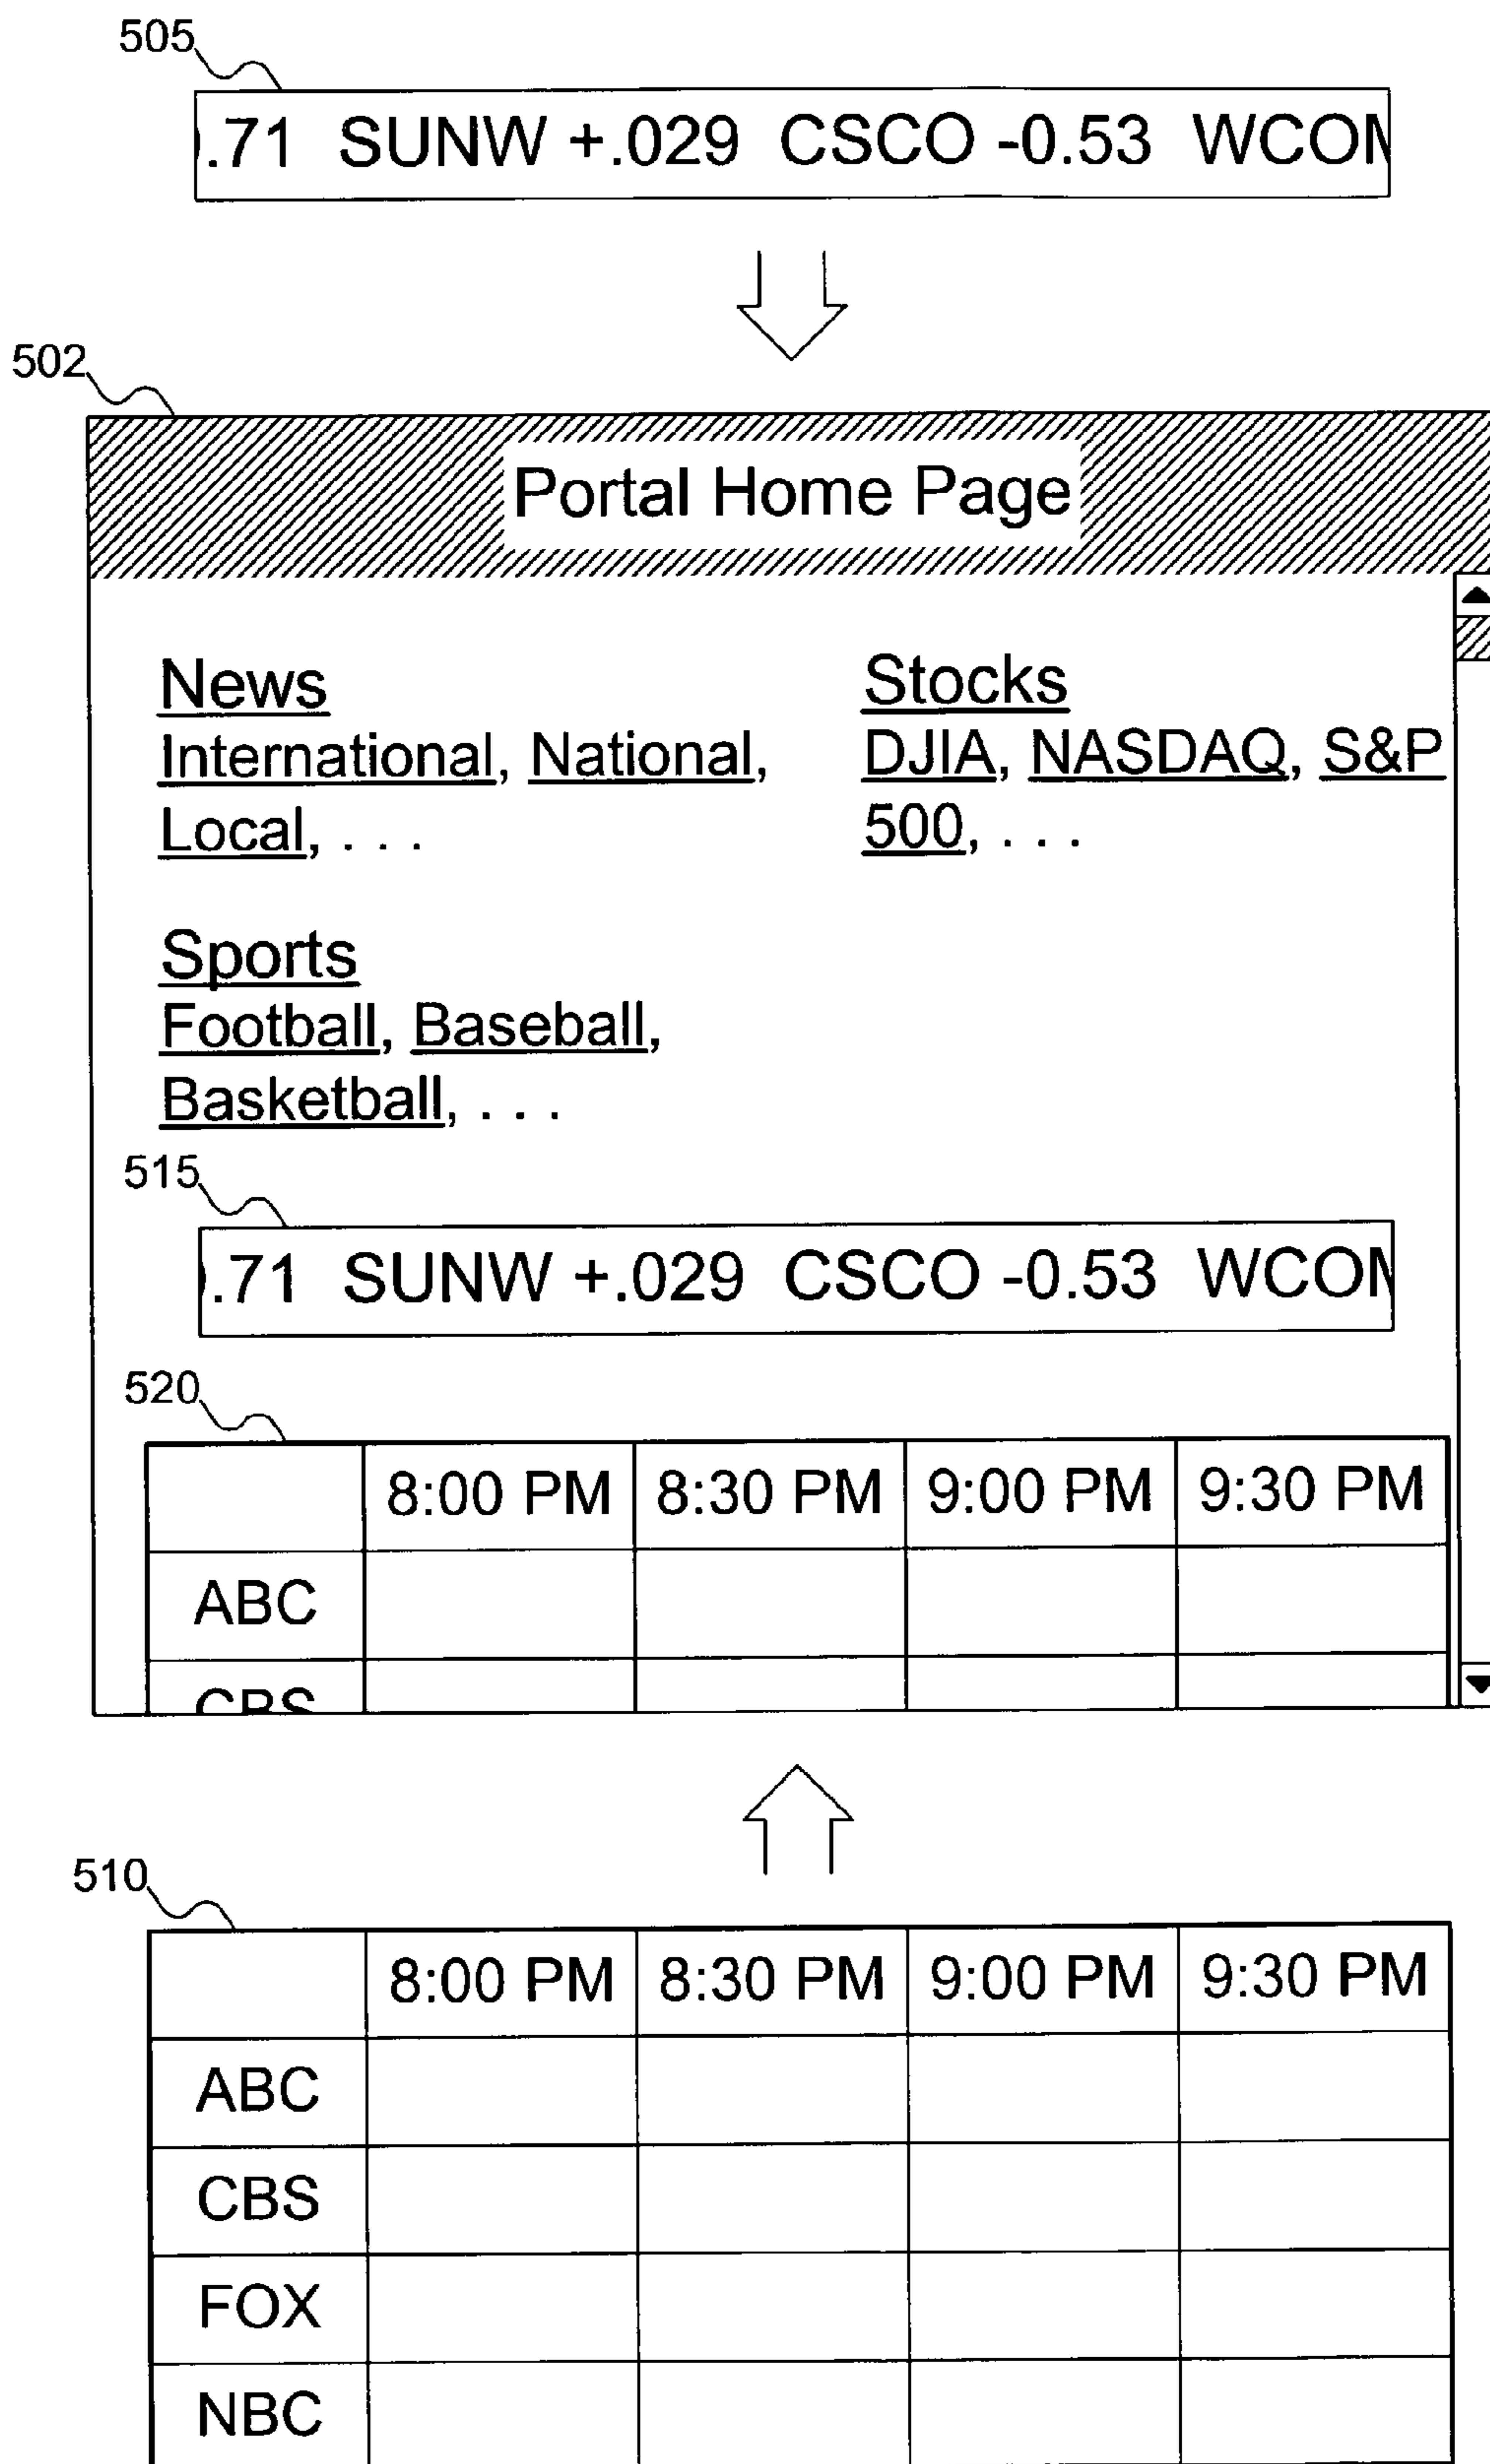 505
.71 SUNW +.029 CSCO -0.53 WCOM
502
Portal Home Page
News
International, National,
Local, . . .
Stocks
DJIA, NASDAQ, S&P
500, . . .
Sports
Football, Baseball,
Basketball, . . .
515
.71 SUNW +.029 CSCO -0.53 WCOM
520
8:00 PM 8:30 PM 9:00 PM 9:30 PM
ABC
CBS
510
8:00 PM 8:30 PM 9:00 PM 9:30 PM
ABC
CBS
FOX
NBC